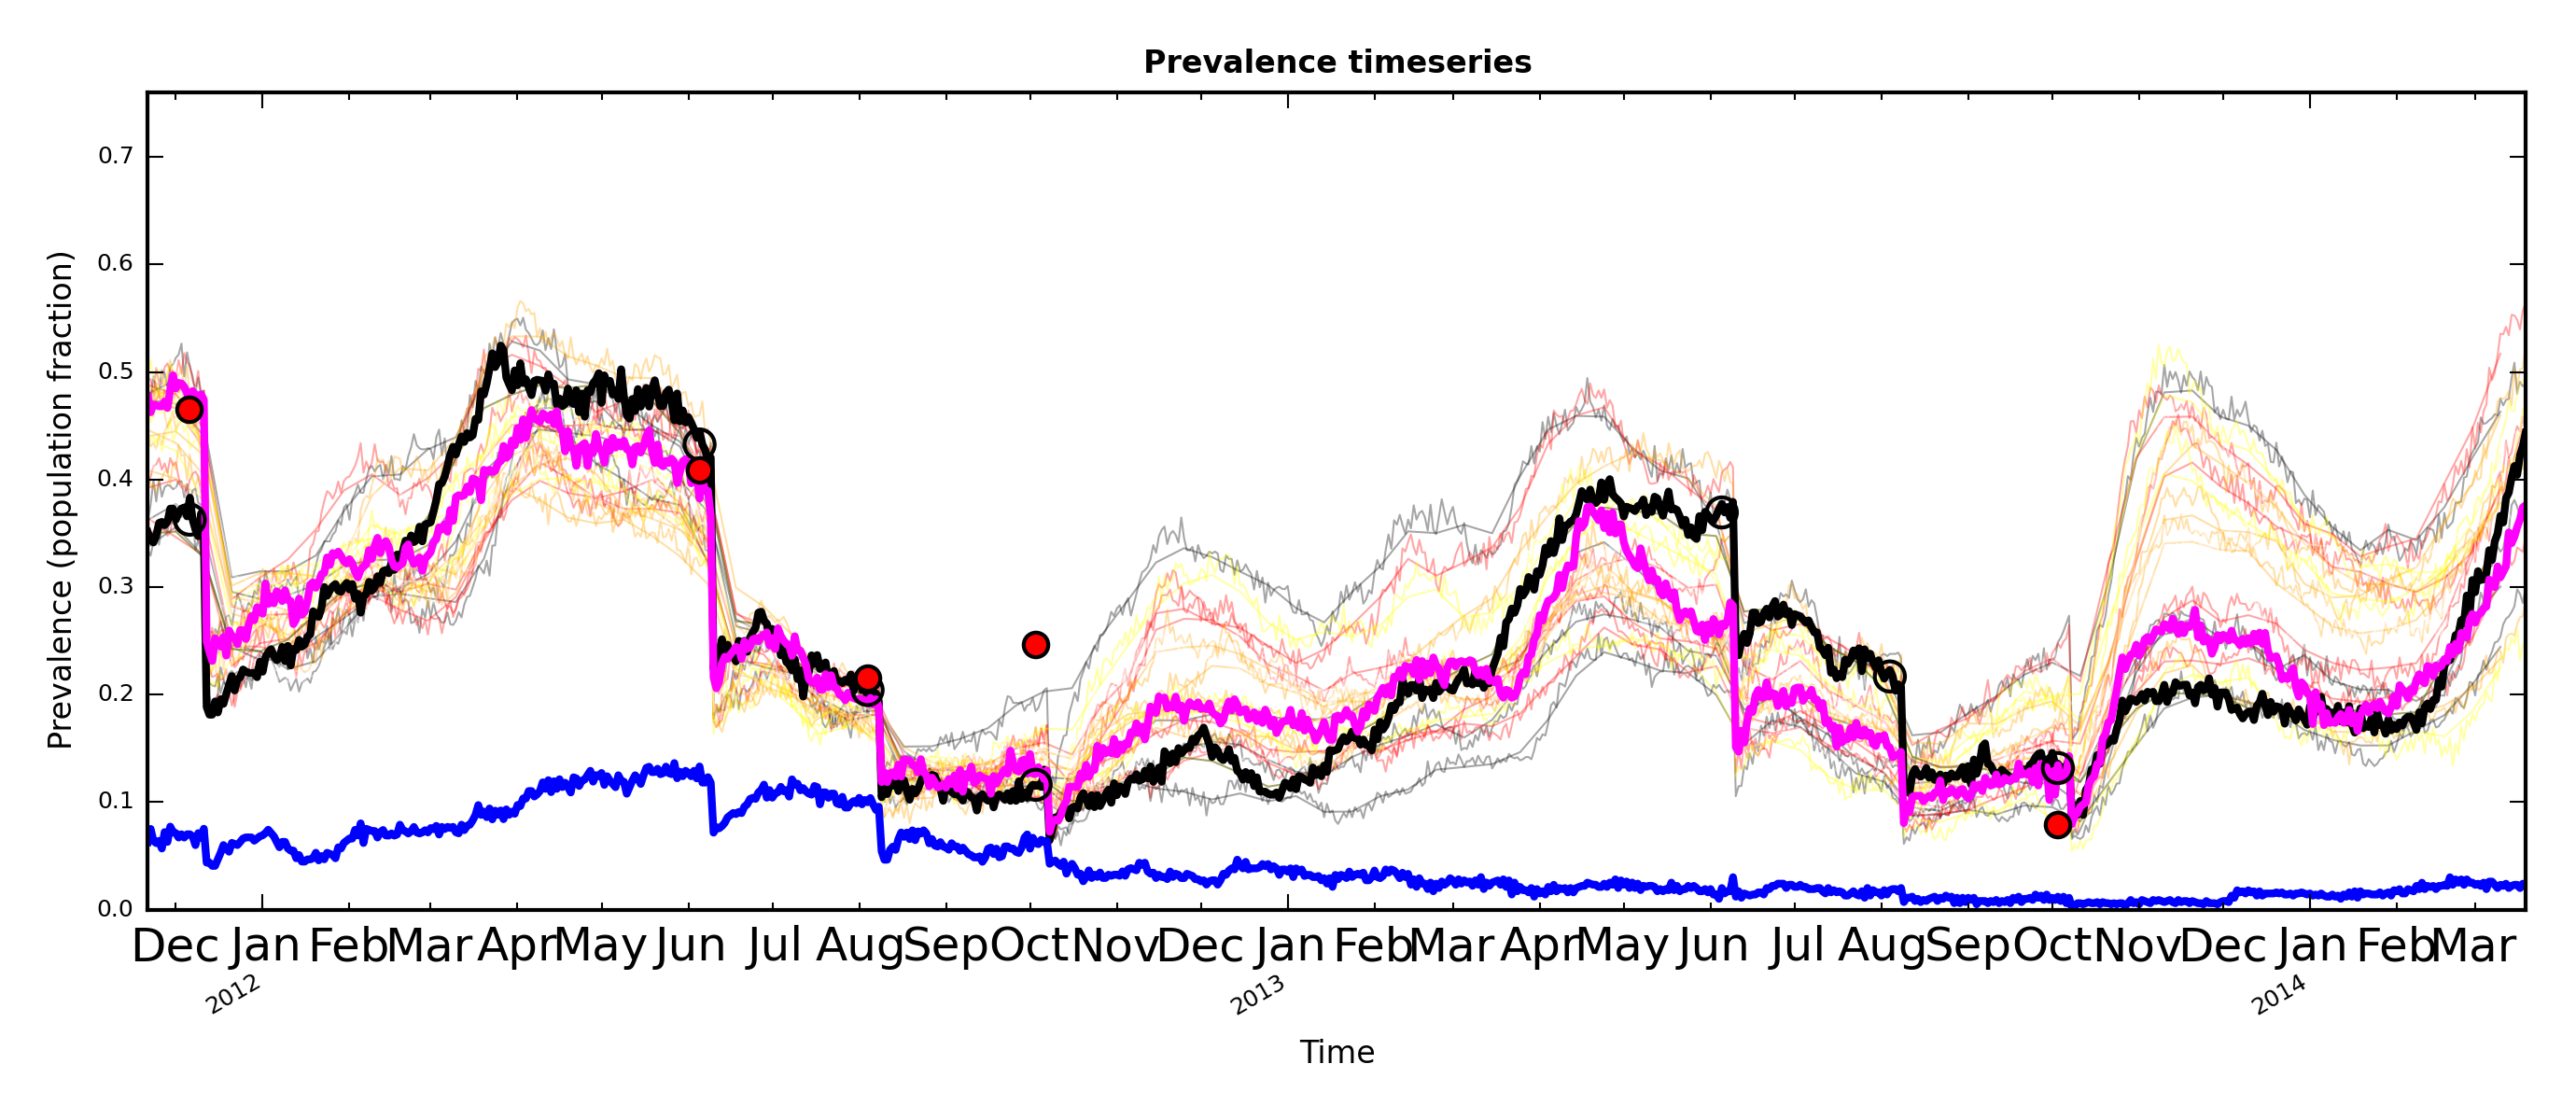 Prevalence timeseries
Prevalence (population fraction)
0.7
0.6
0.5
0.4
0.3
0.2
0.1
0.0
Dec Jan Feb Mar Apr May Jun Jul Aug Sep Oct Nov Dec Jan Feb Mar Apr May Jun Jul Aug Sep Oct Nov Dec Jan Feb Mar
2012 2013 2014
Time